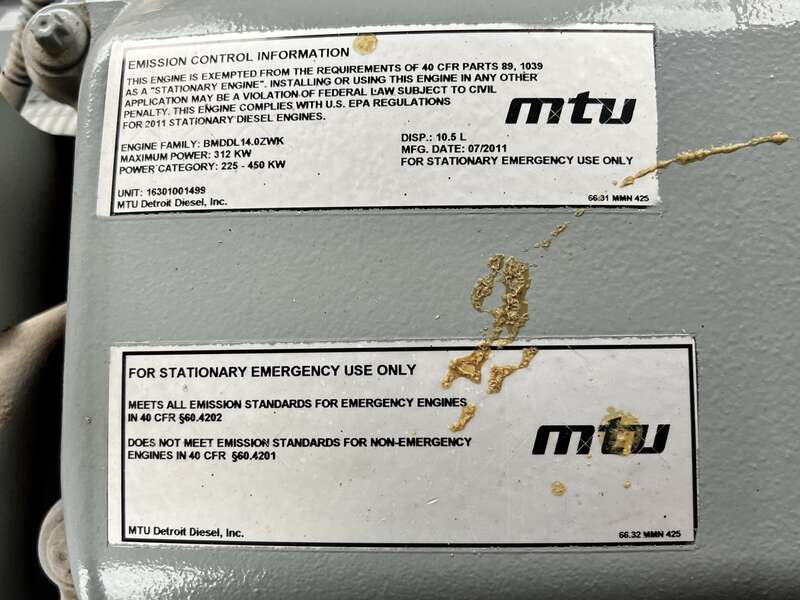 EMISSION CONTROL INFORMATION
THIS ENGINE IS EXEMPTED FROM THE REQUIREMENTS OF 40 CFR PARTS 89, 1039
AS A "STATIONARY ENGINE". INSTALLING OR USING THIS ENGINE IN ANY OTHER
APPLICATION MAY BE A VIOLATION OF FEDERAL LAW SUBJECT TO CIVIL
PENALTY. THIS ENGINE COMPLIES WITH U.S. EPA REGULATIONS
FOR 2011 STATIONARY DIESEL ENGINES.
mtu
ENGINE FAMILY: BMDDL14.0ZWK
MAXIMUM POWER: 312 KW
POWER CATEGORY: 225 - 450 KW
DISP.: 10.5 L
MFG. DATE: 07/2011
FOR STATIONARY EMERGENCY USE ONLY
UNIT: 16301001499
MTU Detroit Diesel, Inc.
66.31 MMN 425
FOR STATIONARY EMERGENCY USE ONLY
MEETS ALL EMISSION STANDARDS FOR EMERGENCY ENGINES
IN 40 CFR §60.4202
DOES NOT MEET EMISSION STANDARDS FOR NON-EMERGENCY
ENGINES IN 40 CFR §60.4201
mtu
MTU Detroit Diesel, Inc.
66.32 MMN 425